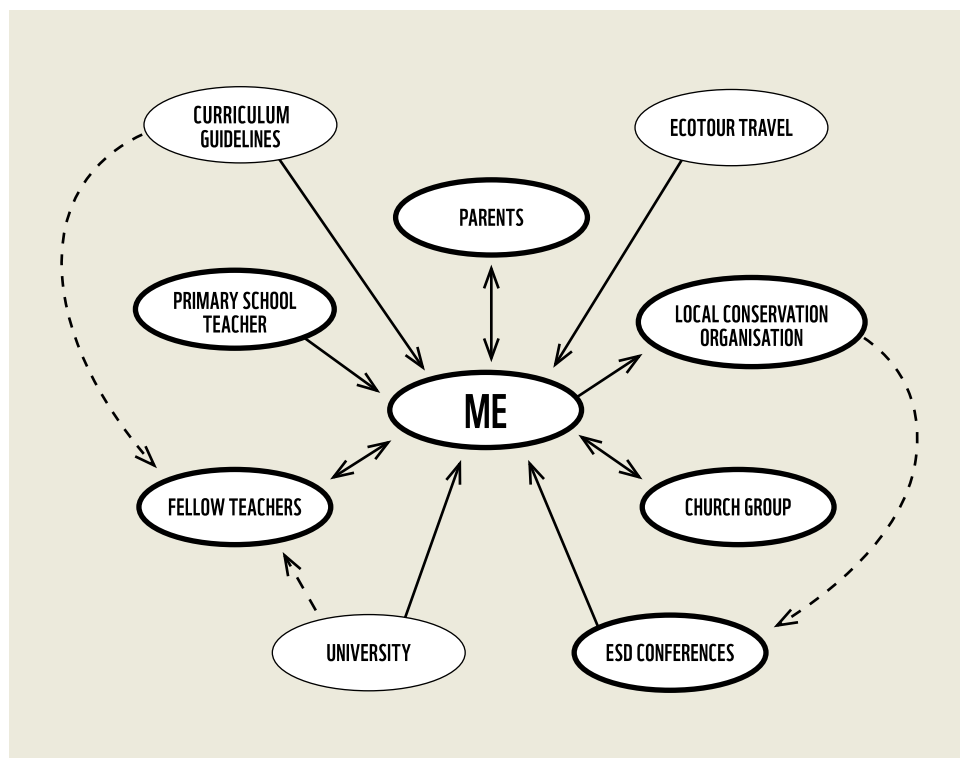 CURRICULUM
GUIDELINES
ECOTOUR TRAVEL
PARENTS
PRIMARY SCHOOL
TEACHER
LOCAL CONSERVATION
ORGANISATION
ME
FELLOW TEACHERS
CHURCH GROUP
UNIVERSITY
ESD CONFERENCES